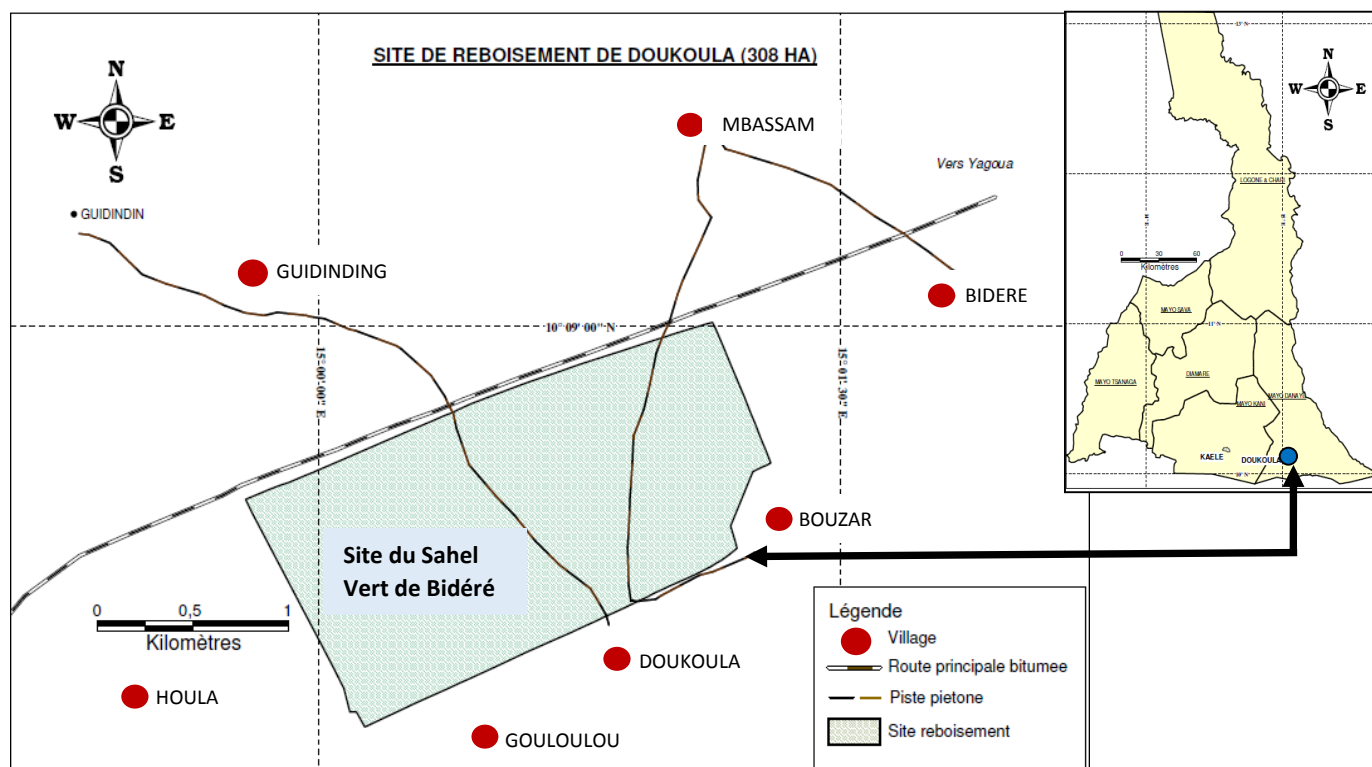 SITE DE REBOISEMENT DE DOUKOULA (308 HA)
N
W E
S
MBASSAM
Vers Yagoua
GUIDINDIN
GUIDINDING
BIDERE
10° 09' 00'' N
15° 00' 00'' E
15° 01' 30'' E
BOUZAR
Site du Sahel
Vert de Bidéré
0 0,5 1
Kilomètres
DOUKOULA
HOULA
GOULOULOU
Légende
Village
Route principale bitumee
Piste pietone
Site reboisement
N
W E
S
LOGONE & CHARI
0 30 60
Kilomètres
MAYO SAVA
MAYO TSANAGA
DIAMARE
MAYO KANI
MAYO DANAYE
KAELE
DOUKOULA